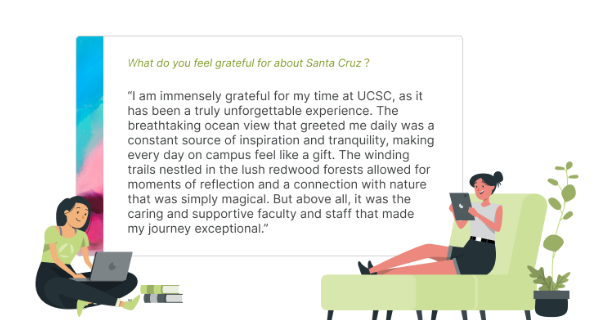 What do you feel grateful for about Santa Cruz ?
“I am immensely grateful for my time at UCSC, as it
has been a truly unforgettable experience. The
breathtaking ocean view that greeted me daily was a
constant source of inspiration and tranquility, making
every day on campus feel like a gift. The winding
trails nestled in the lush redwood forests allowed for
moments of reflection and a connection with nature
that was simply magical. But above all, it was the
caring and supportive faculty and staff that made
my journey exceptional.”